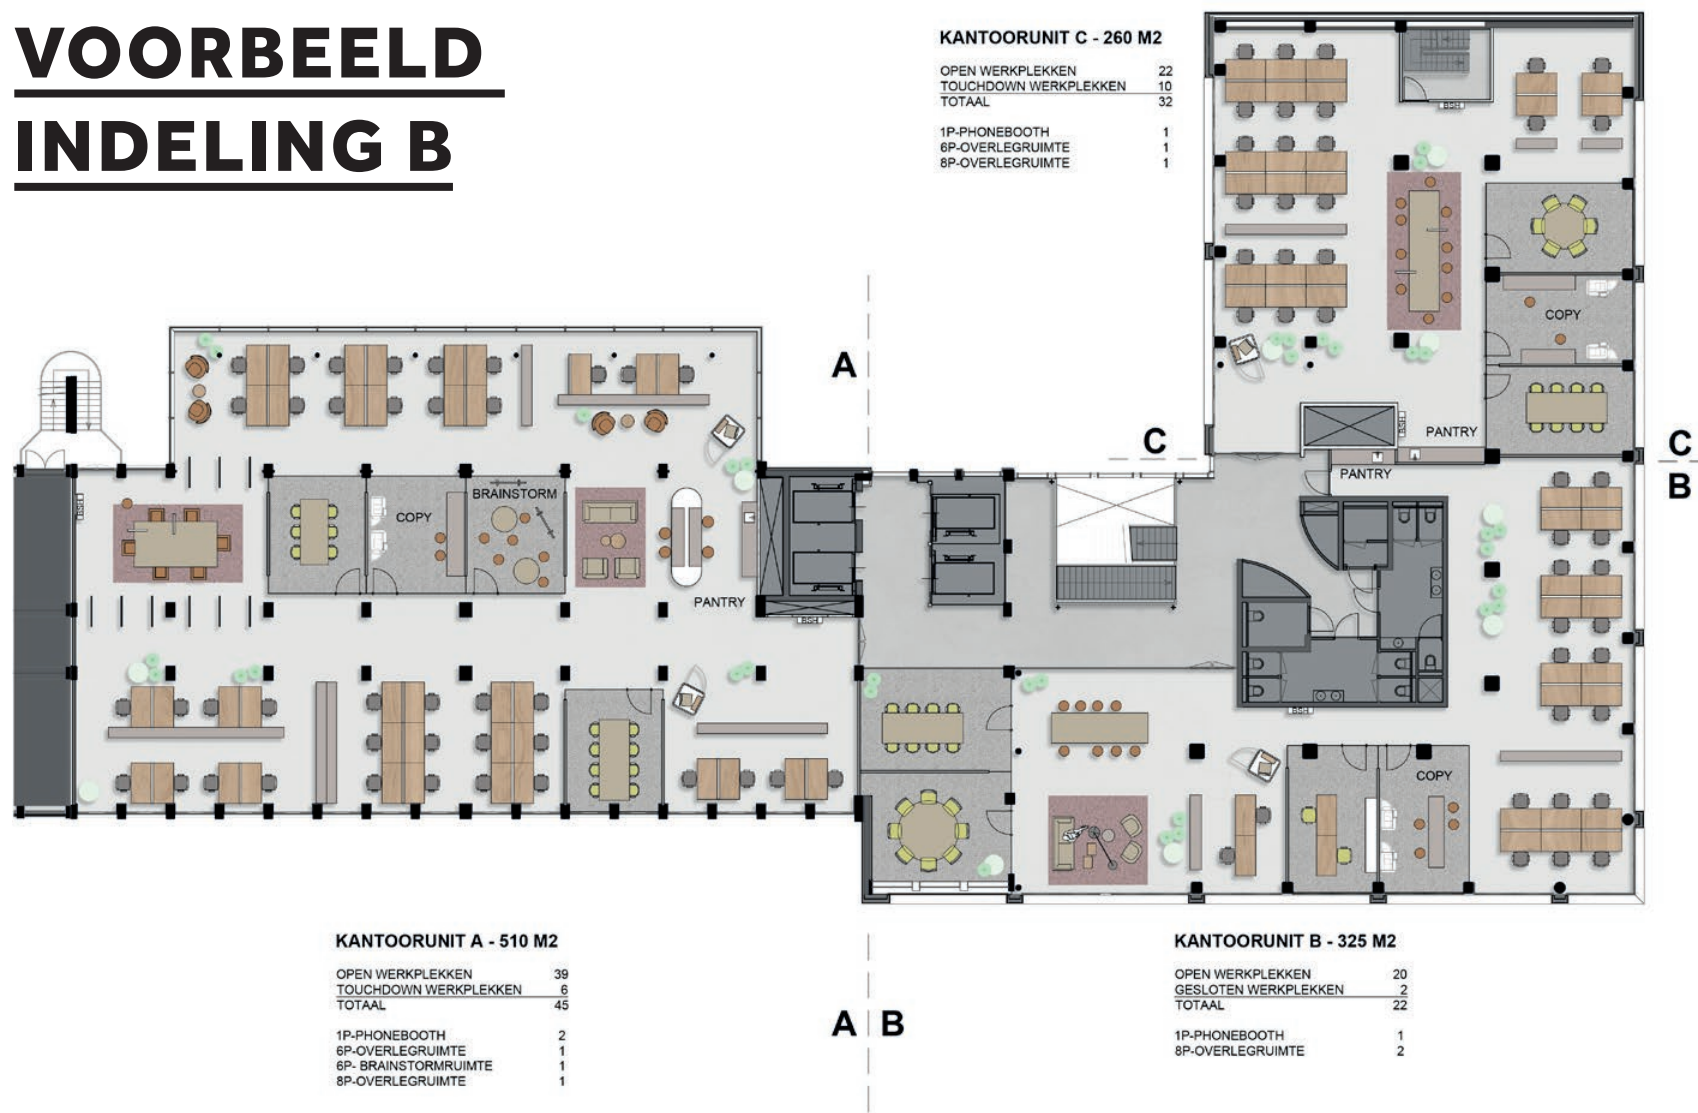 VOORBEELD
INDELING B
KANTOORUNIT C - 260 M2
OPEN WERKPLEKKEN 22
TOUCHDOWN WERKPLEKKEN 10
TOTAAL 32
1P-PHONEBOOTH 1
6P-OVERLEGRUIMTE 1
8P-OVERLEGRUIMTE 1
BSH
COPY
A
BSH
PANTRY
C
C
PANTRY
B
BRAINSTORM
COPY
BSH
PANTRY
BSH
BSH
COPY
KANTOORUNIT A - 510 M2
OPEN WERKPLEKKEN 39
TOUCHDOWN WERKPLEKKEN 6
TOTAAL 45
1P-PHONEBOOTH 2
6P-OVERLEGRUIMTE 1
6P- BRAINSTORMRUIMTE 1
8P-OVERLEGRUIMTE 1
A B
KANTOORUNIT B - 325 M2
OPEN WERKPLEKKEN 20
GESLOTEN WERKPLEKKEN 2
TOTAAL 22
1P-PHONEBOOTH 1
8P-OVERLEGRUIMTE 2